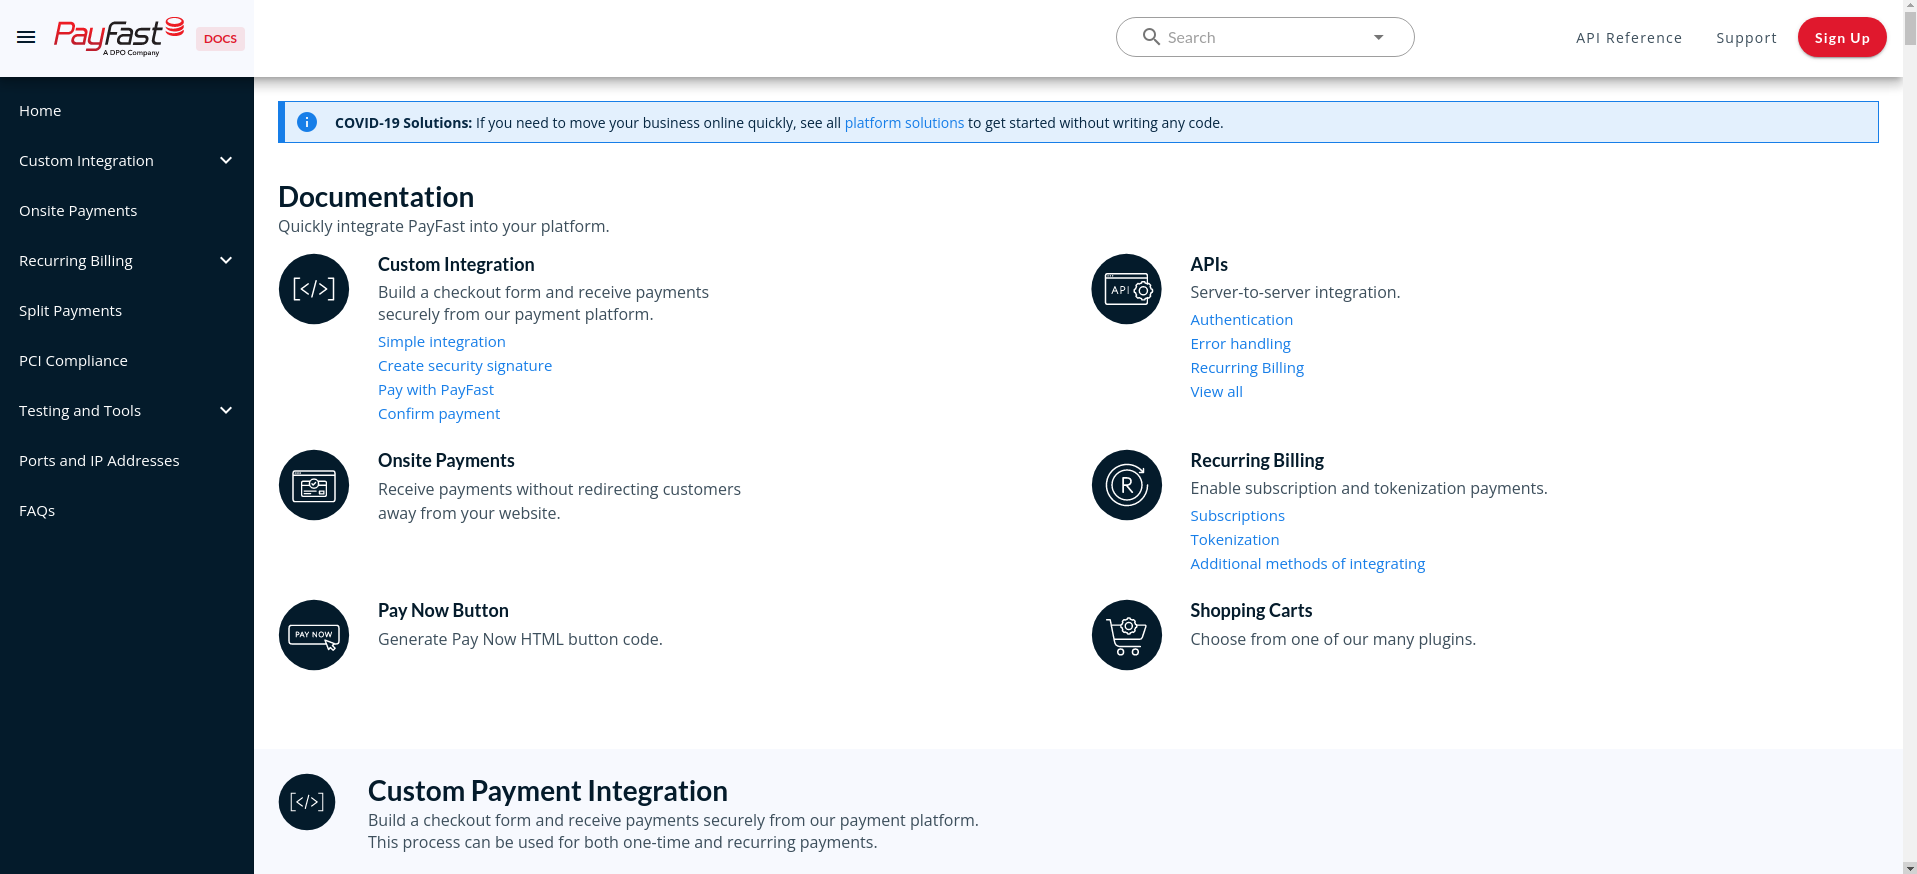 PayFast
A DPO Company
DOCS
Search
API Reference
Support
Sign Up
Home
Custom Integration
Onsite Payments
Recurring Billing
Split Payments
PCI Compliance
Testing and Tools
Ports and IP Addresses
FAQs
COVID-19 Solutions: If you need to move your business online quickly, see all platform solutions to get started without writing any code.
Documentation
Quickly integrate PayFast into your platform.
[</>]
Custom Integration
Build a checkout form and receive payments
securely from our payment platform.
Simple integration
Create security signature
Pay with PayFast
Confirm payment
API
APIs
Server-to-server integration.
Authentication
Error handling
Recurring Billing
View all
Onsite Payments
Receive payments without redirecting customers
away from your website.
R
Recurring Billing
Enable subscription and tokenization payments.
Subscriptions
Tokenization
Additional methods of integrating
PAY NOW
Pay Now Button
Generate Pay Now HTML button code.
Shopping Carts
Choose from one of our many plugins.
[</>]
Custom Payment Integration
Build a checkout form and receive payments securely from our payment platform.
This process can be used for both one-time and recurring payments.